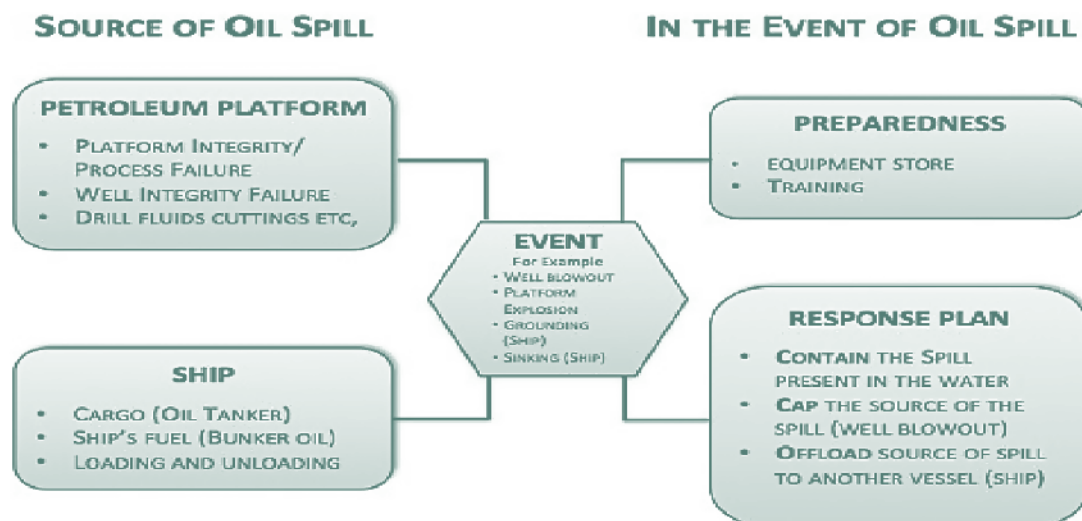 SOURCE OF OIL SPILL
IN THE EVENT OF OIL SPILL
PETROLEUM PLATFORM
• PLATFORM INTEGRITY/
PROCESS FAILURE
• WELL INTEGRITY FAILURE
• DRILL FLUIDS CUTTINGS ETC,
SHIP
• CARGO (OIL TANKER)
• SHIP'S FUEL (BUNKER OIL)
• LOADING AND UNLOADING
EVENT
For Example
• WELL BLOWOUT
• PLATFORM
EXPLOSION
• GROUNDING
(SHIP)
• SINKING (SHIP)
PREPAREDNESS
• EQUIPMENT STORE
• TRAINING
RESPONSE PLAN
• CONTAIN THE SPILL
PRESENT IN THE WATER
• CAP THE SOURCE OF THE
SPILL (WELL BLOWOUT)
• OFFLOAD SOURCE OF SPILL
TO ANOTHER VESSEL (SHIP)